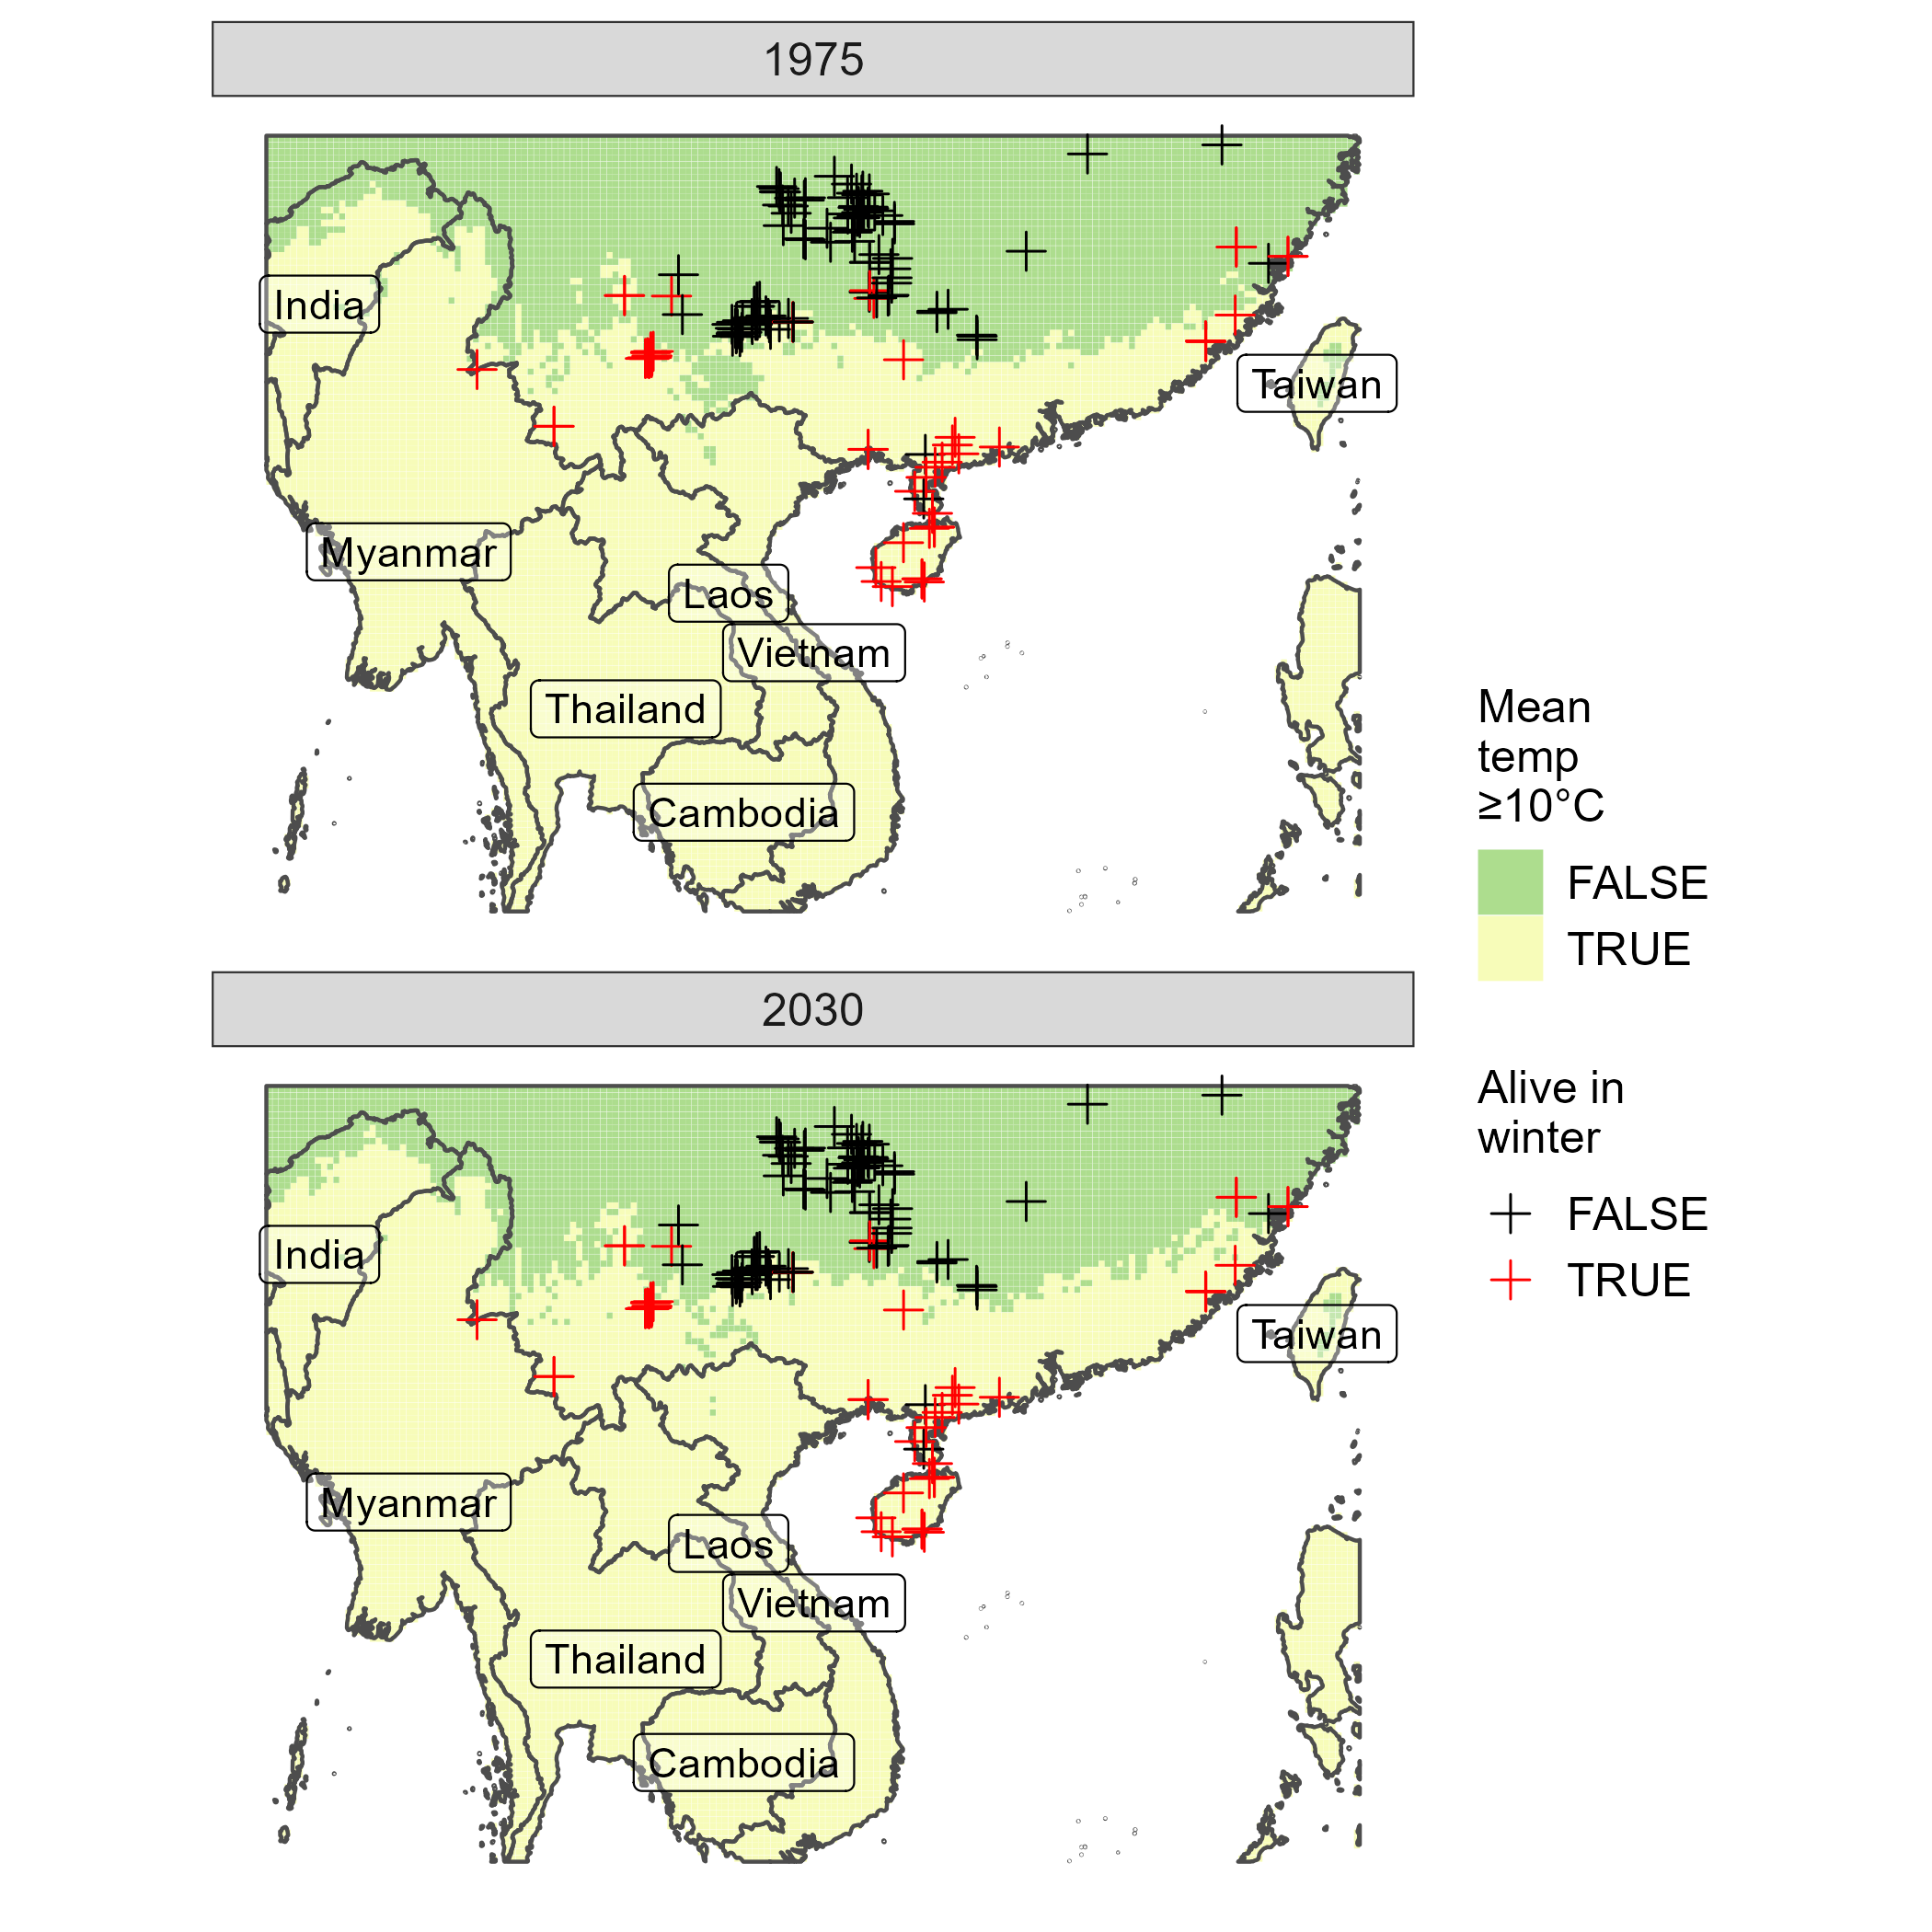 1975
India
Taiwan
Myanmar
Laos
Vietnam
Thailand
Cambodia
Mean
temp
≥10°C
FALSE
TRUE
2030
Alive in
winter
FALSE
TRUE
India
Taiwan
Myanmar
Laos
Vietnam
Thailand
Cambodia